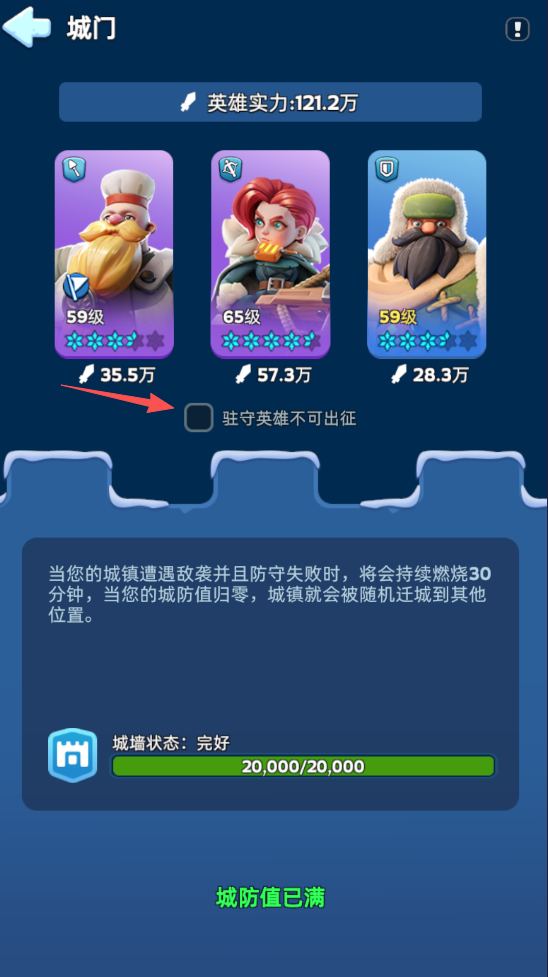 城门
英雄实力:121.2万
59级
65级
59级
35.5万
57.3万
28.3万
驻守英雄不可出征
当您的城镇遭遇敌袭并且防守失败时，将会持续燃烧30
分钟，当您的城防值归零，城镇就会被随机迁城到其他
位置。
城墙状态：完好
20,000/20,000
城防值已满